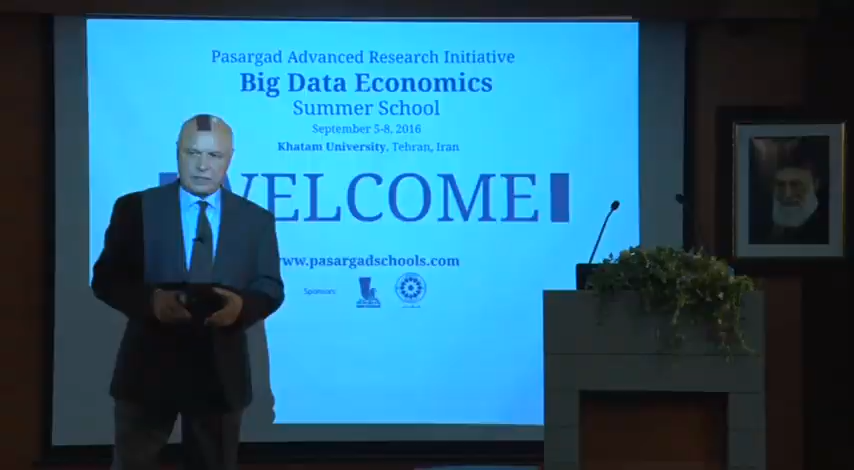 Pasargad Advanced Research Initiative
Big Data Economics
Summer School
September 5-8, 2016
Khatam University, Tehran, Iran
WELCOME
www.pasargadschools.com
Sponsors: